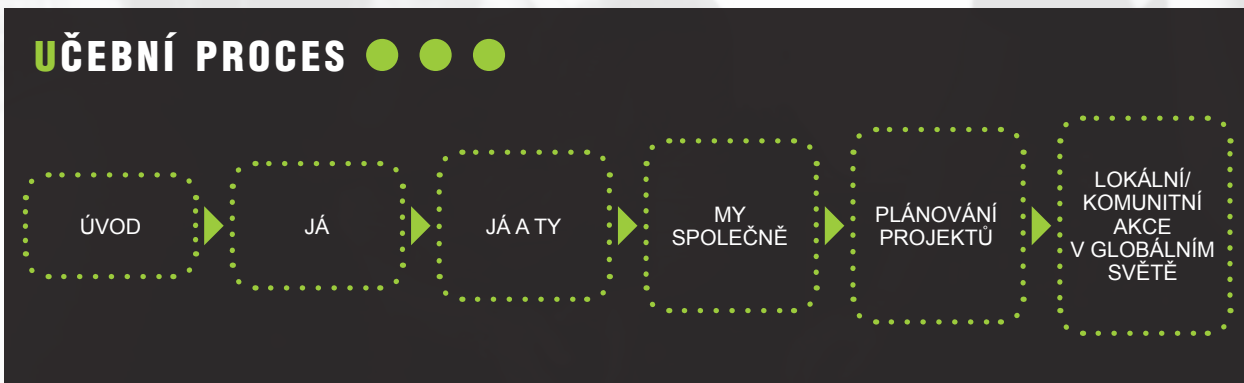 UČEBNÍ PROCES
ÚVOD
JÁ
JÁ A TY
MY
SPOLEČNĚ
PLÁNOVÁNÍ
PROJEKTŮ
LOKÁLNÍ/
KOMUNITNÍ
AKCE
V GLOBÁLNÍM
SVĚTĚ